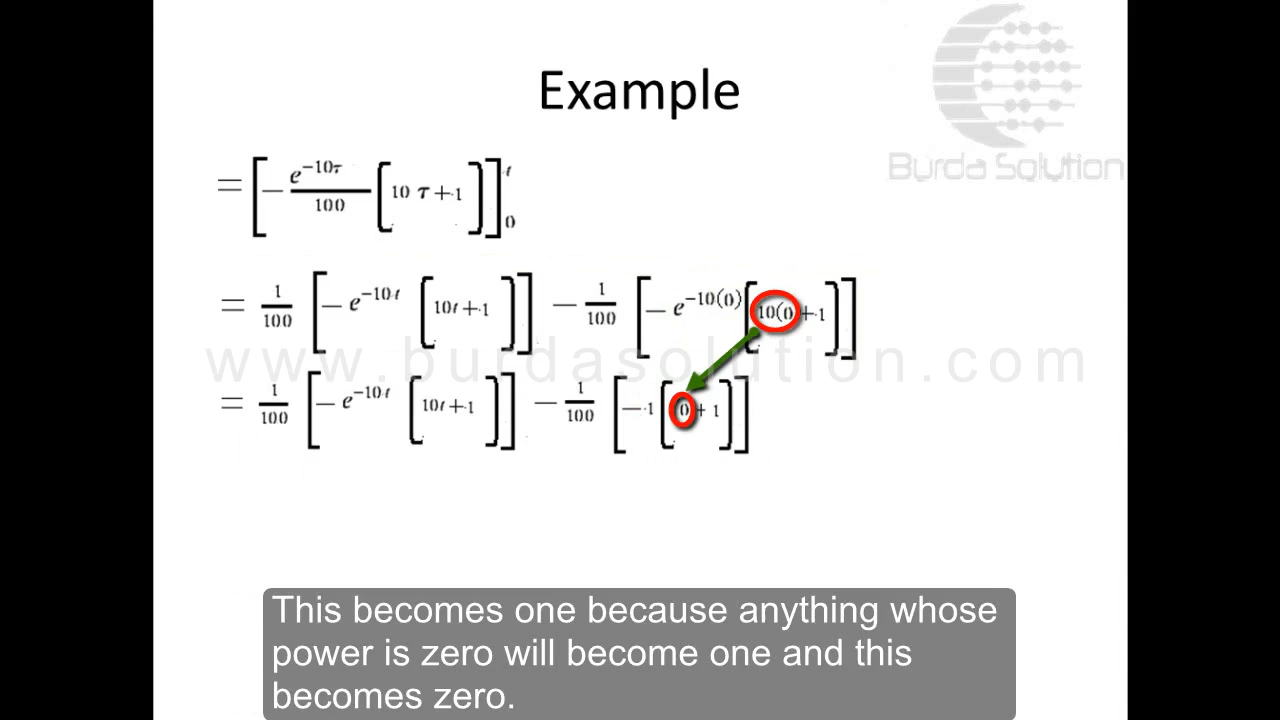 Burda Solution
Example
= [ − e^−10τ / 100 [ 10 τ + 1 ] ]_0^t
= 1/100 [ − e^−10t [ 10t + 1 ] ] − 1/100 [ − e^−10(0) [ 10(0 + 1 ] ]
www.burdasolution.com
= 1/100 [ − e^−10t [ 10t + 1 ] ] − 1/100 [ −1 [ 0 + 1 ] ]
This becomes one because anything whose
power is zero will become one and this
becomes zero.